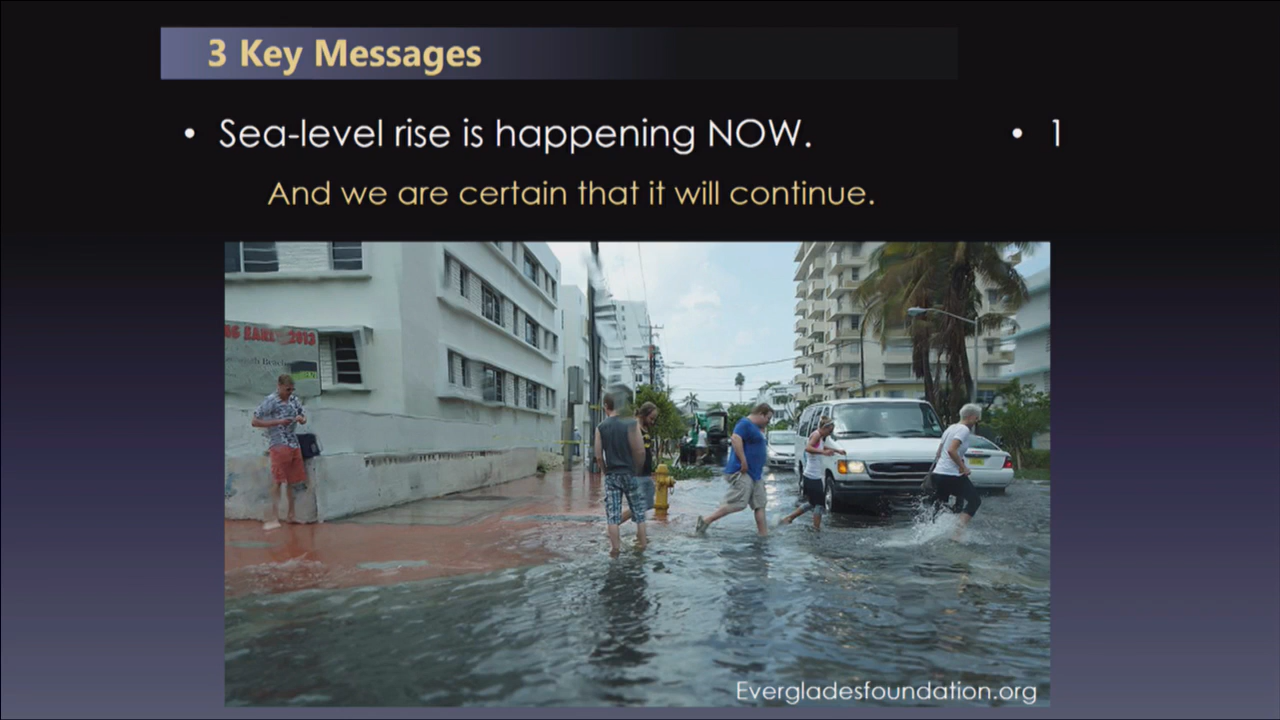 3 Key Messages
• Sea-level rise is happening NOW.
• 1
And we are certain that it will continue.
2013
Evergladesfoundation.org